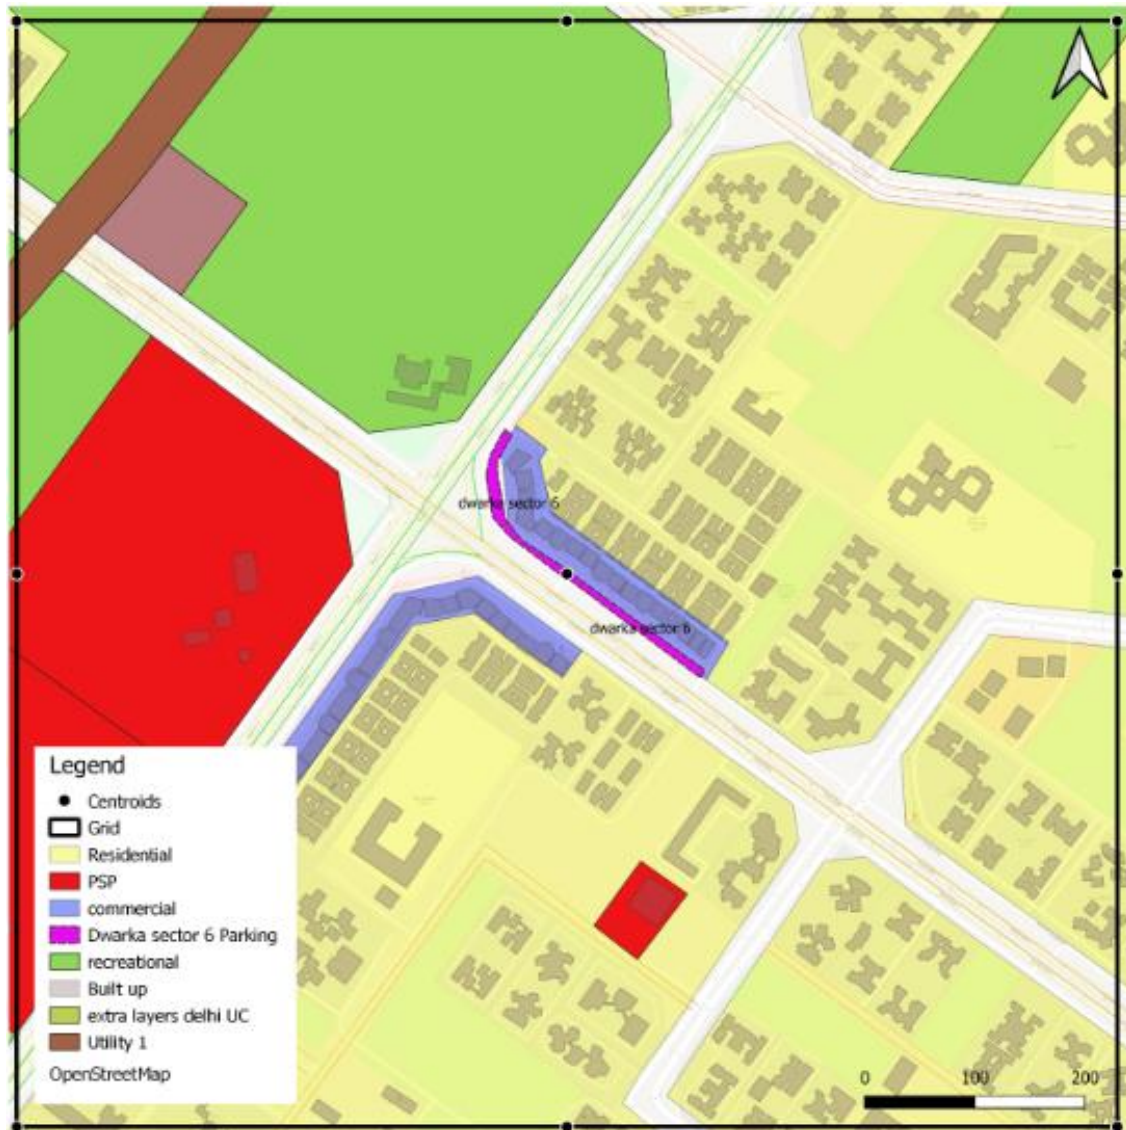 dwarka sector 6
dwarka sector 6
Legend
Centroids
Grid
Residential
PSP
commercial
Dwarka sector 6 Parking
recreational
Built up
extra layers delhi UC
Utility 1
OpenStreetMap
0 100 200